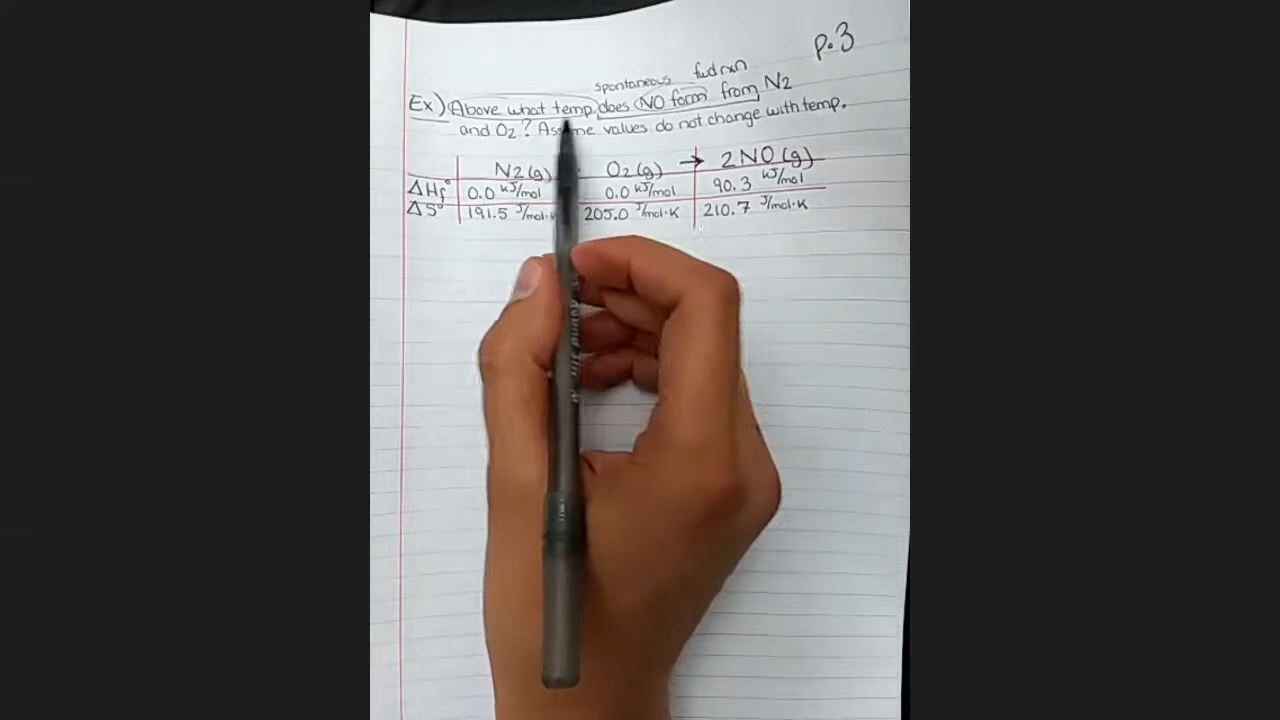 p.3
spontaneous fwd rxn
Ex) Above what temp. does NO form from N2
and O2? Assume values do not change with temp.
N2(g) O2(g) → 2NO(g)
ΔHf° 0.0 kJ/mol 0.0 kJ/mol 90.3 kJ/mol
ΔS° 191.5 J/mol·K 205.0 J/mol·K 210.7 J/mol·K